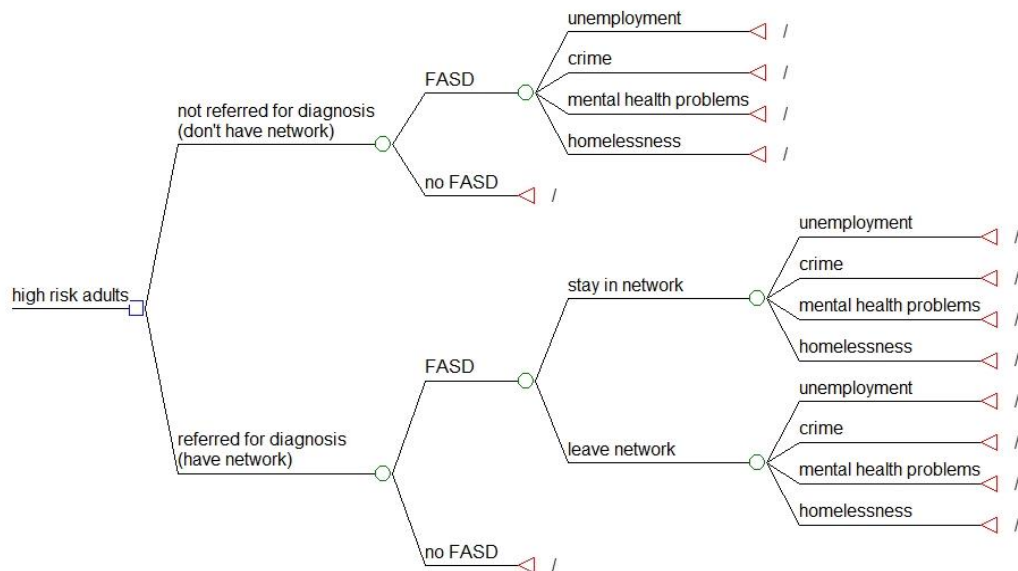 unemployment
/
crime
/
FASD
mental health problems
/
not referred for diagnosis
(don't have network)
homelessness
/
no FASD
/
unemployment
/
crime
/
stay in network
high risk adults
mental health problems
/
homelessness
/
FASD
unemployment
/
crime
/
referred for diagnosis
(have network)
leave network
mental health problems
/
homelessness
/
no FASD
/